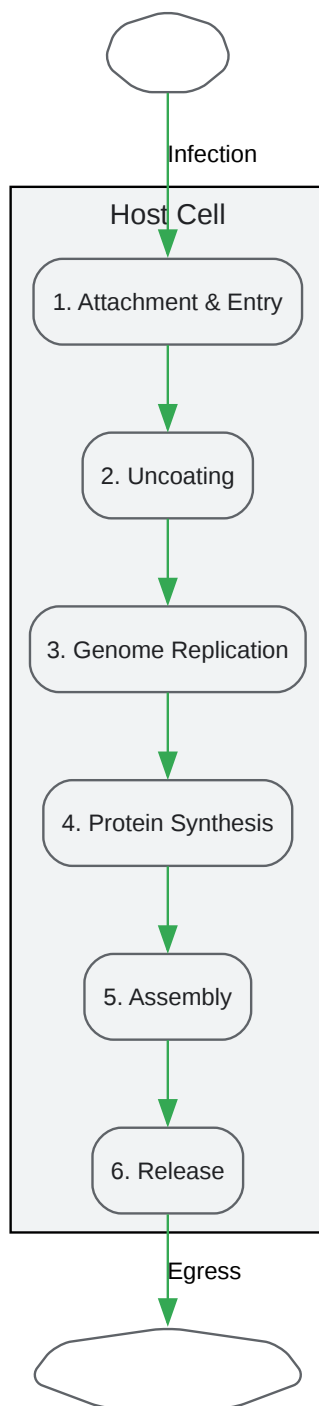 Infection
Host Cell
1. Attachment & Entry
2. Uncoating
3. Genome Replication
4. Protein Synthesis
5. Assembly
6. Release
Egress